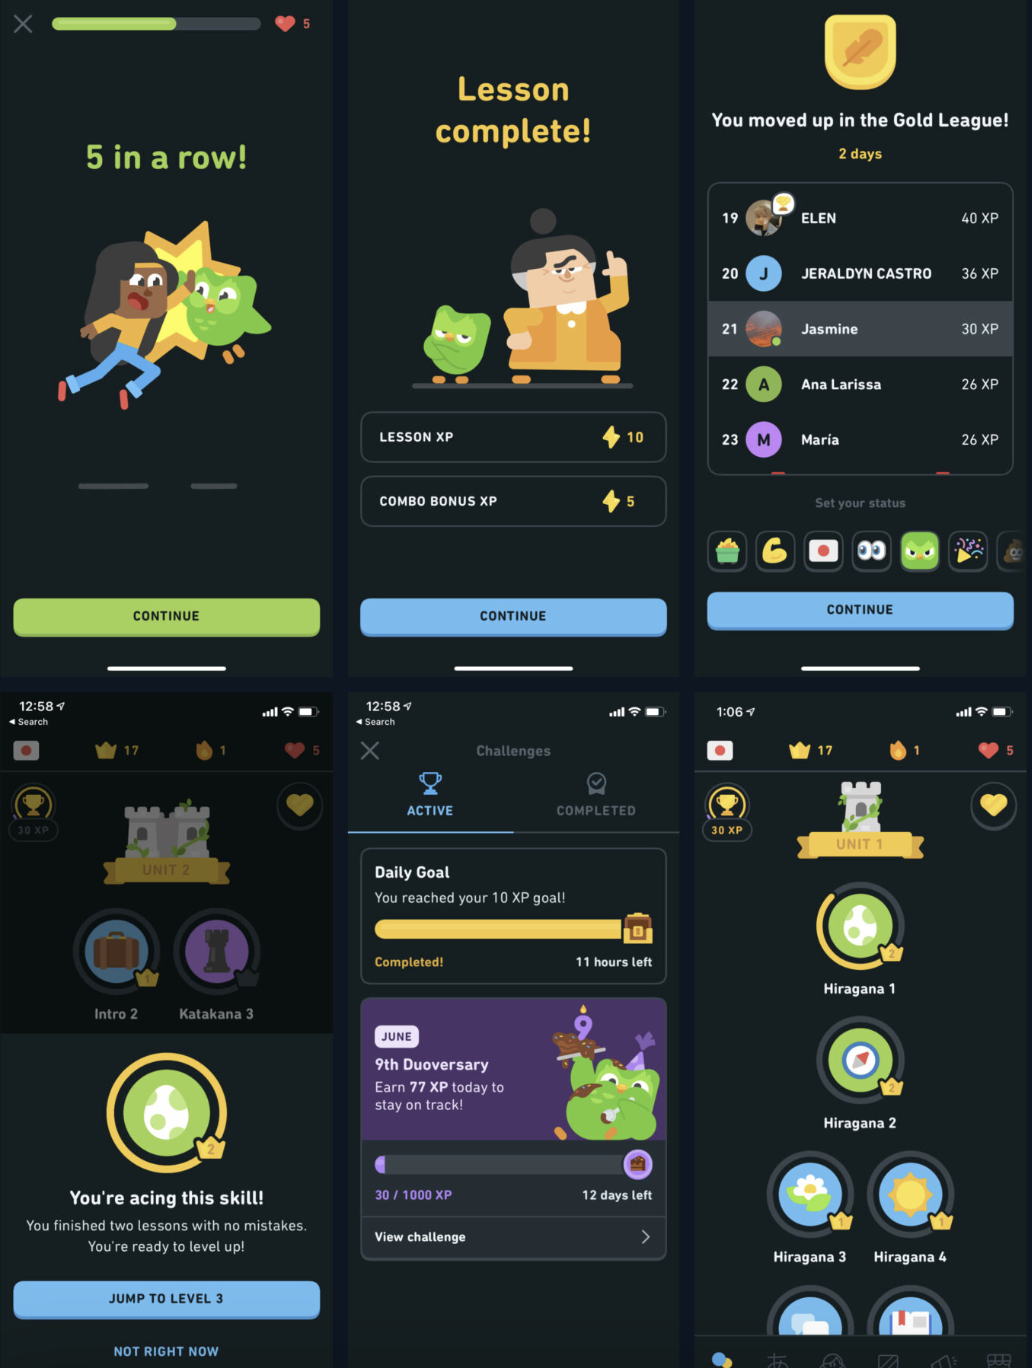 5
5 in a row!
CONTINUE
Lesson
complete!
LESSON XP 10
COMBO BONUS XP 5
CONTINUE
You moved up in the Gold League!
2 days
19 ELEN 40 XP
20 J JERALDYN CASTRO 36 XP
21 Jasmine 30 XP
22 A Ana Larissa 26 XP
23 M María 26 XP
Set your status
CONTINUE
12:58
Search
17 1 5
30 XP
UNIT 2
1
Intro 2 Katakana 3
2
You're acing this skill!
You finished two lessons with no mistakes.
You're ready to level up!
JUMP TO LEVEL 3
NOT RIGHT NOW
12:58
Search
Challenges
ACTIVE COMPLETED
Daily Goal
You reached your 10 XP goal!
Completed! 11 hours left
JUNE
9
9th Duoversary
Earn 77 XP today to
stay on track!
30 / 1000 XP 12 days left
View challenge
1:06
17 1 5
30 XP
UNIT 1
2
Hiragana 1
2
Hiragana 2
1 1
Hiragana 3 Hiragana 4
あ